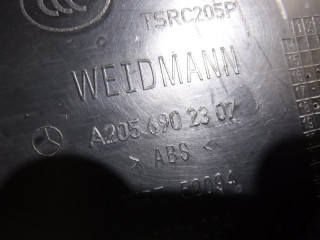 TSRC205P
WEIDMANN
A205 690 23 07
> ABS <